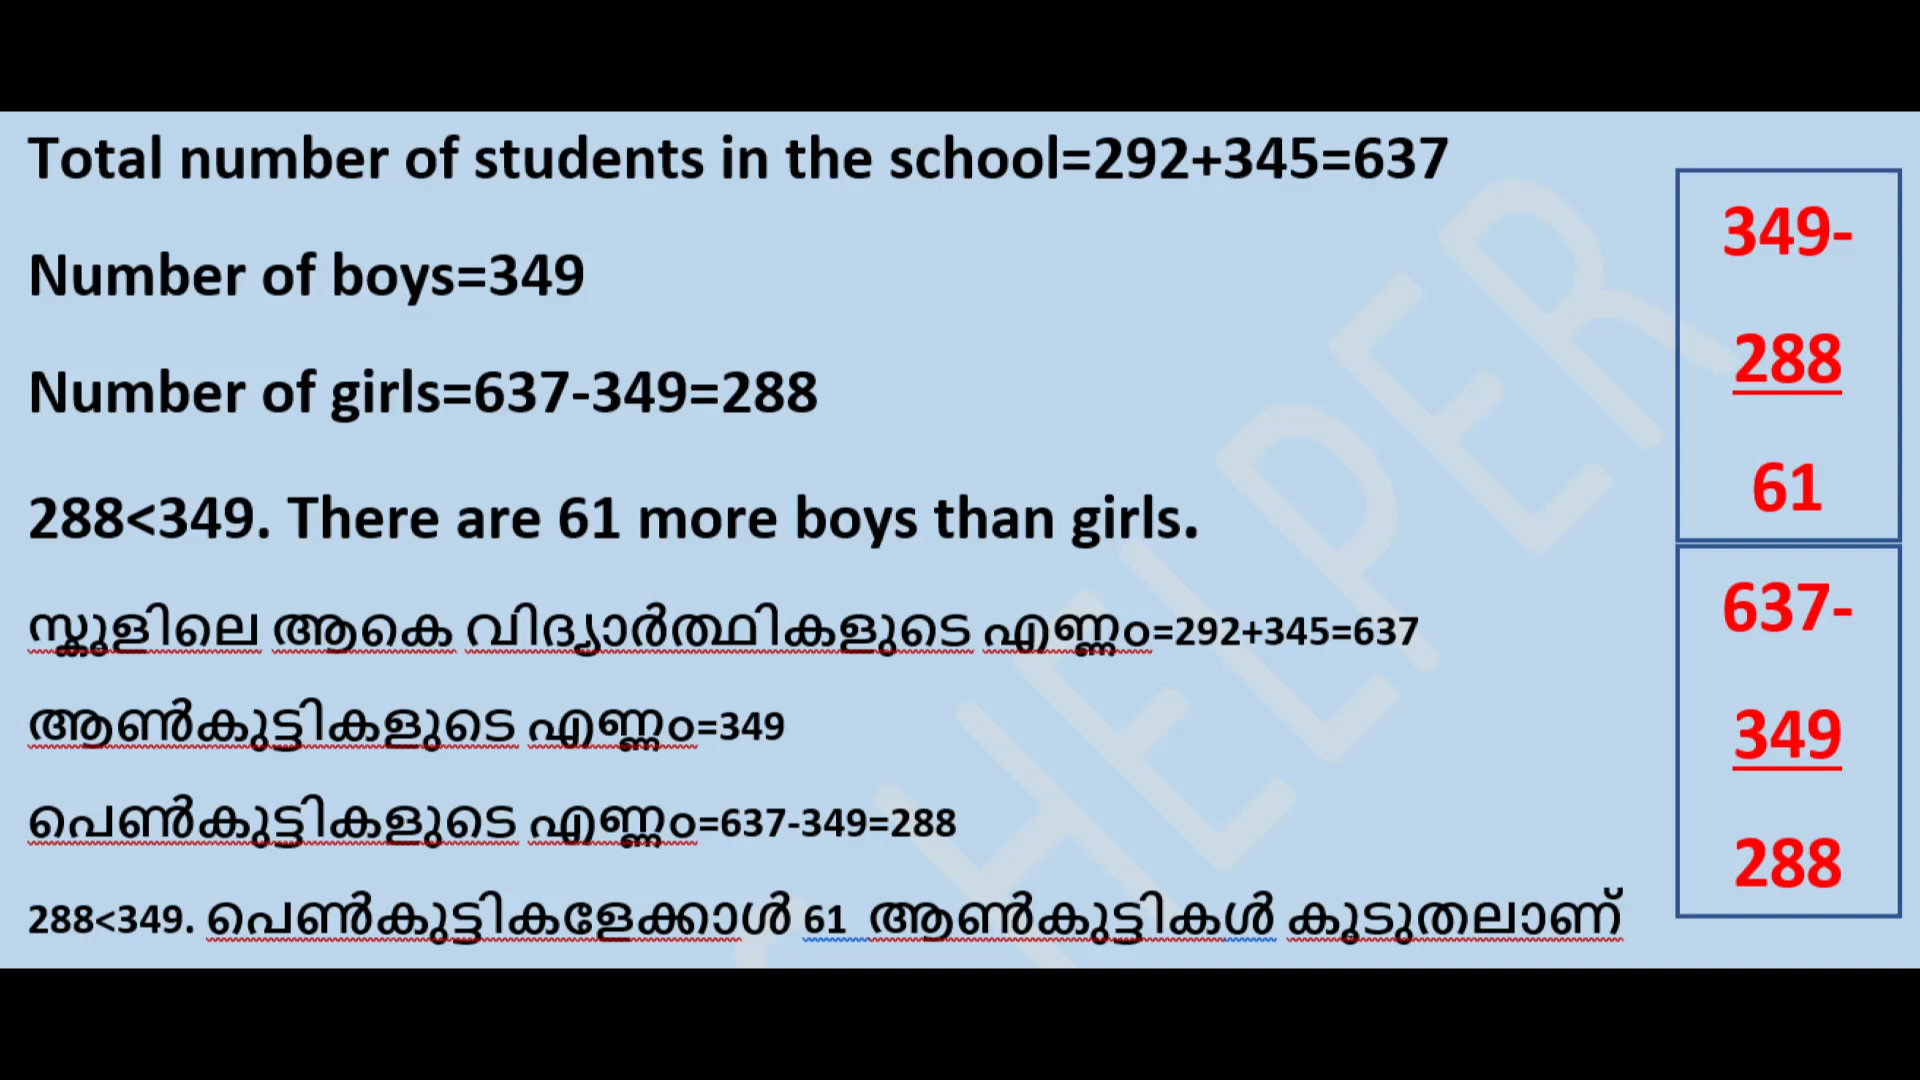 Total number of students in the school=292+345=637
Number of boys=349
Number of girls=637-349=288
288<349. There are 61 more boys than girls.
സ്കൂളിലെ ആകെ വിദ്യാർത്ഥികളുടെ എണ്ണം=292+345=637
ആൺകുട്ടികളുടെ എണ്ണം=349
പെൺകുട്ടികളുടെ എണ്ണം=637-349=288
288<349. പെൺകുട്ടികളേക്കാൾ 61 ആൺകുട്ടികൾ കൂടുതലാണ്
349-
288
61
637-
349
288
HELPER